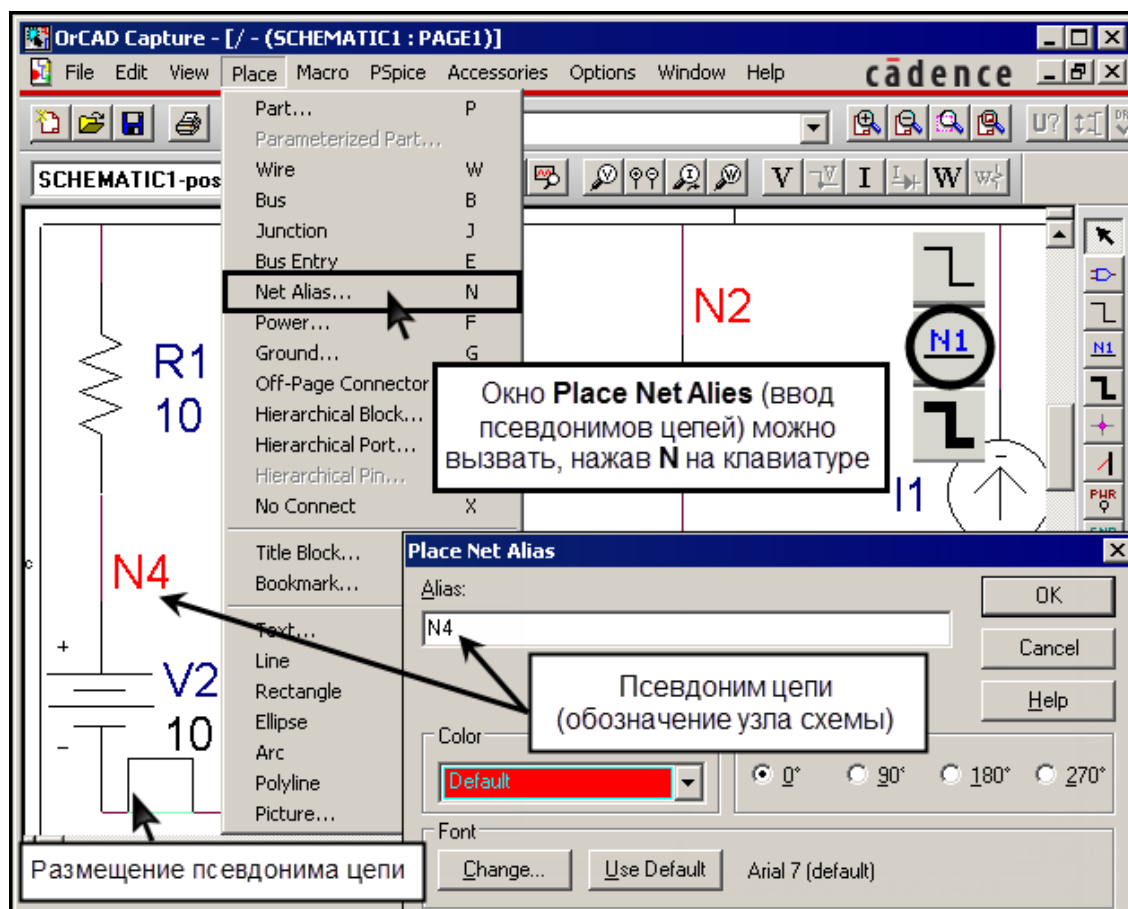 OrCAD Capture - [/ - (SCHEMATIC1 : PAGE1)]
File Edit View Place Macro PSpice Accessories Options Window Help cādence
Part... P
Parameterized Part...
U?
Wire W
SCHEMATIC1-pos
V I W
Bus B
Junction J
Bus Entry E
Net Alias... N
N2
Power... F
N1
Ground... G
N1
R1
10
Off-Page Connector
Hierarchical Block...
Hierarchical Port...
Hierarchical Pin...
No Connect X
Окно Place Net Alies (ввод
псевдонимов цепей) можно
вызвать, нажав N на клавиатуре
I1
PWR
Title Block...
Bookmark...
N4
Text...
Line
Rectangle
Ellipse
Arc
Polyline
Picture...
+
V2
10
-
Place Net Alias
Alias:
OK
N4
Cancel
Help
Псевдоним цепи
(обозначение узла схемы)
Color
Default
0° 90° 180° 270°
Font
Change... Use Default Arial 7 (default)
Размещение псевдонима цепи